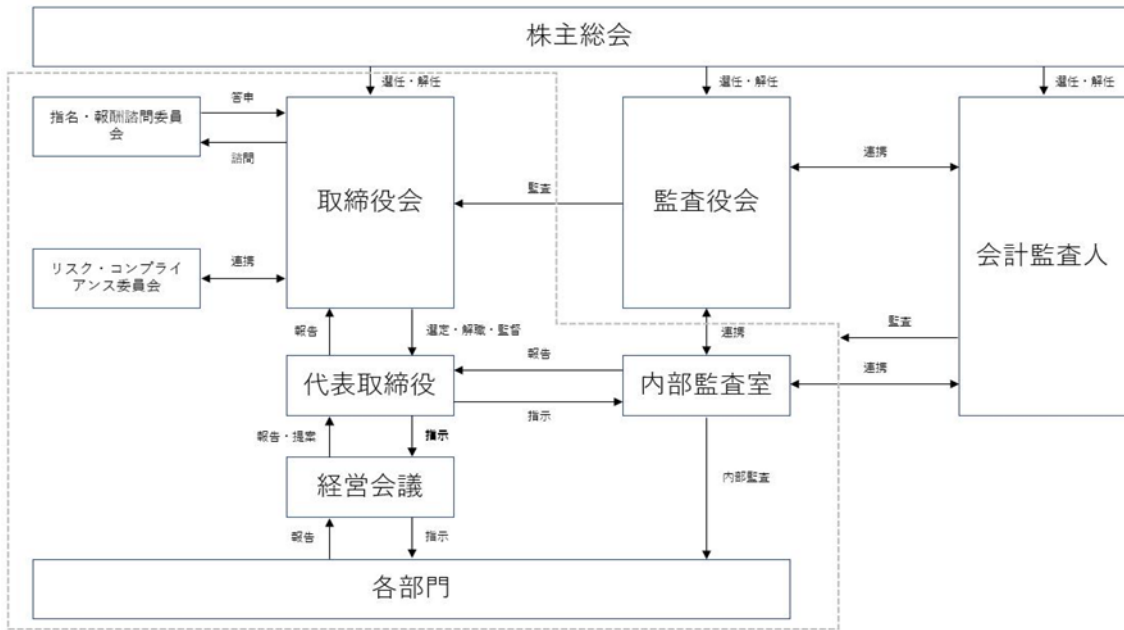 株主総会
選任・解任
選任・解任
選任・解任
指名・報酬諮問委員
会
答申
諮問
取締役会
監査
監査役会
連携
会計監査人
リスク・コンプライ
アンス委員会
連携
報告
選定・解職・監督
連携
監査
代表取締役
報告
指示
内部監査室
連携
報告・提案
指示
経営会議
内部監査
報告
指示
各部門